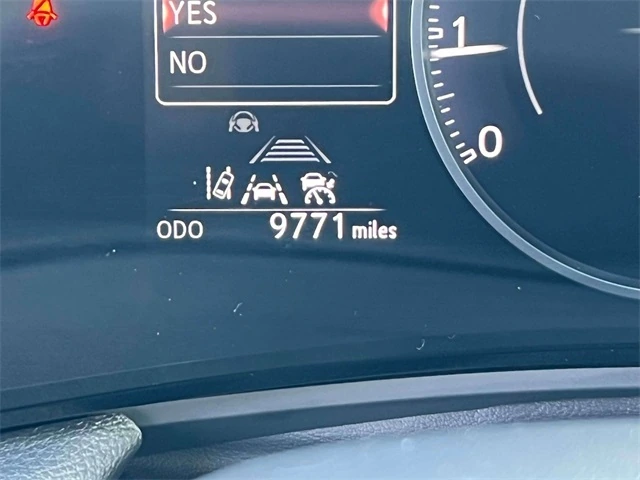 YES
NO
1
0
ODO 9771 miles